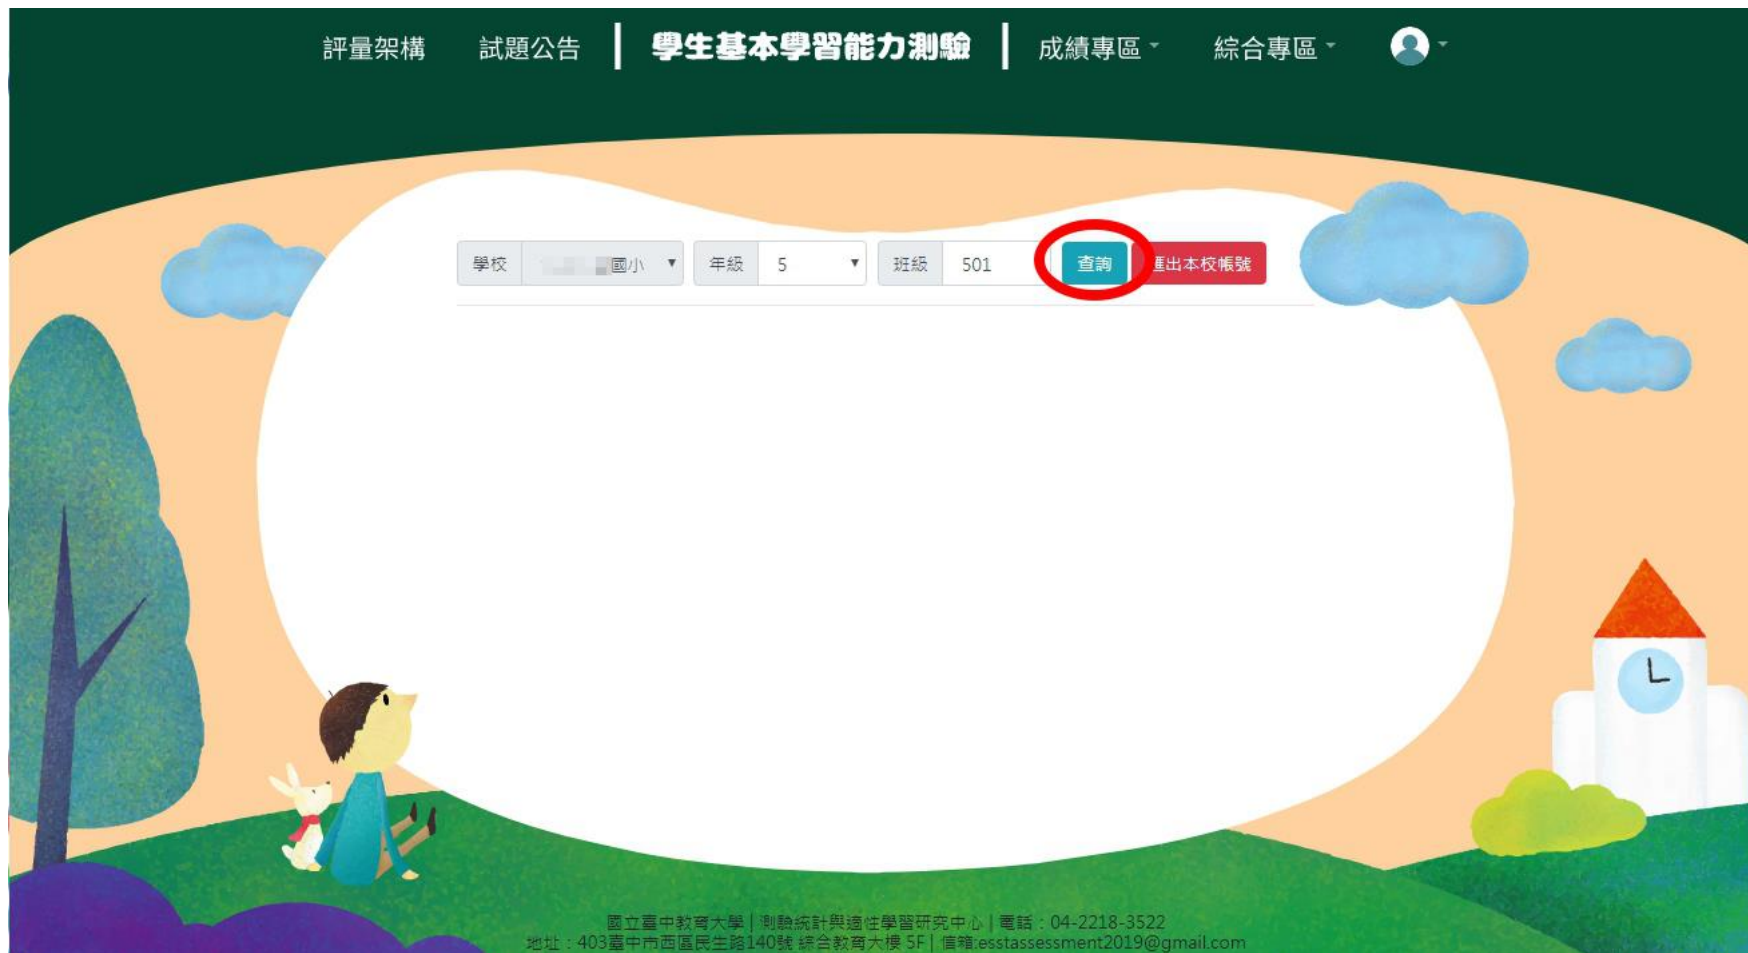 評量架構 試題公告 學生基本學習能力測驗 成績專區 綜合專區
學校 國小 年級 5 班級 501 查詢 匯出本校帳號
國立臺中教育大學 | 測驗統計與適性學習研究中心 | 電話：04-2218-3522
地址：403臺中市西區民生路140號 綜合教育大樓 5F | 信箱:esstassessment2019@gmail.com